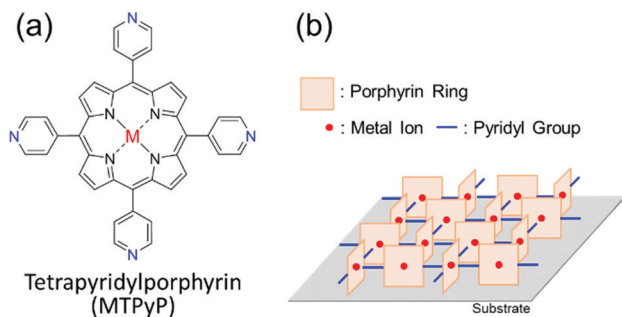 (a)
N
N
N
N
M
N
N
N
N
Tetrapyridylporphyrin
(MTPyP)
(b)
: Porphyrin Ring
: Metal Ion : Pyridyl Group
Substrate